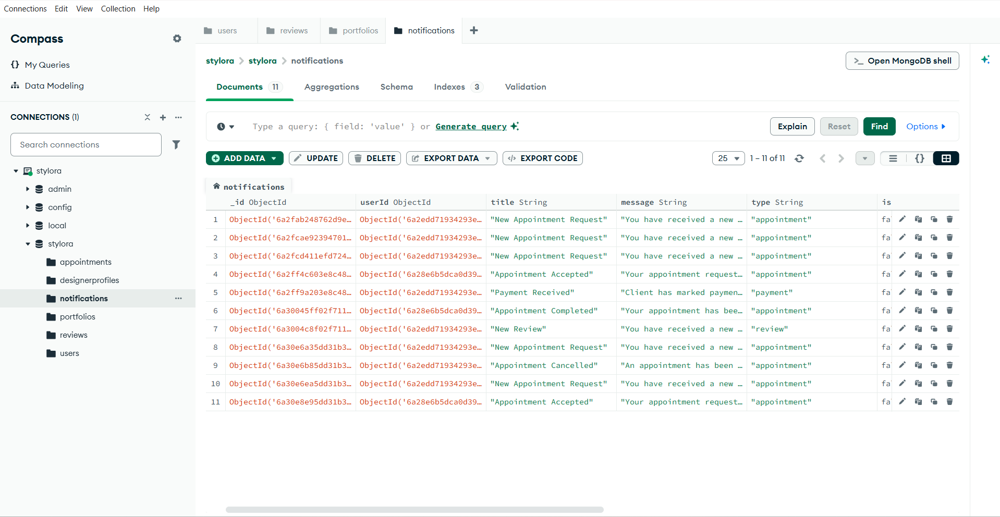 Connections Edit View Collection Help
Compass
My Queries
Data Modeling
CONNECTIONS (1)
Search connections
stylora
admin
config
local
stylora
appointments
designerprofiles
notifications
portfolios
reviews
users
users reviews portfolios notifications
stylora stylora notifications
>_ Open MongoDB shell
Documents 11 Aggregations Schema Indexes 3 Validation
Type a query: { field: 'value' } or Generate query
Explain Reset Find Options
ADD DATA UPDATE DELETE EXPORT DATA EXPORT CODE
25 1 – 11 of 11
notifications
_id ObjectId userId ObjectId title String message String type String is
1 ObjectId('6a2fab248762d9e… ObjectId('6a2edd71934293e… "New Appointment Request" "You have received a new … "appointment" fa
2 ObjectId('6a2fcae92394701… ObjectId('6a2edd71934293e… "New Appointment Request" "You have received a new … "appointment" fa
3 ObjectId('6a2fcd411efd724… ObjectId('6a2edd71934293e… "New Appointment Request" "You have received a new … "appointment" fa
4 ObjectId('6a2ff4c603e8c48… ObjectId('6a28e6b5dca0d39… "Appointment Accepted" "Your appointment request… "appointment" fa
5 ObjectId('6a2ff9a203e8c48… ObjectId('6a2edd71934293e… "Payment Received" "Client has marked paymen… "payment" fa
6 ObjectId('6a30045ff02f711… ObjectId('6a28e6b5dca0d39… "Appointment Completed" "Your appointment has bee… "appointment" fa
7 ObjectId('6a3004c8f02f711… ObjectId('6a2edd71934293e… "New Review" "You have received a new … "review" fa
8 ObjectId('6a30e6a35dd31b3… ObjectId('6a2edd71934293e… "New Appointment Request" "You have received a new … "appointment" fa
9 ObjectId('6a30e6b85dd31b3… ObjectId('6a2edd71934293e… "Appointment Cancelled" "An appointment has been … "appointment" fa
10 ObjectId('6a30e6ea5dd31b3… ObjectId('6a2edd71934293e… "New Appointment Request" "You have received a new … "appointment" fa
11 ObjectId('6a30e8e95dd31b3… ObjectId('6a28e6b5dca0d39… "Appointment Accepted" "Your appointment request… "appointment" fa